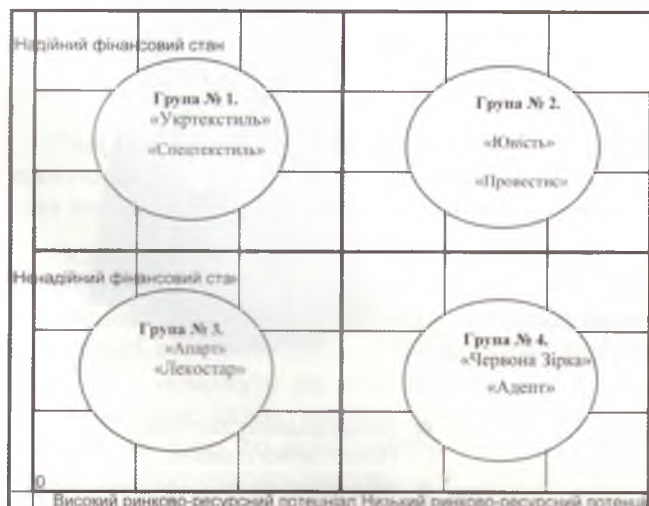 Надійний фінансовий стан
Група № 1.
«Укртекстиль»
«Спецтекстиль»
Група № 2.
«Юність»
«Провестис»
Ненадійний фінансовий стан
Група № 3.
«Апарт»
«Лекостар»
Група № 4.
«Червона Зірка»
«Адепт»
0
Високий ринково-ресурсний потенціал Низький ринково-ресурсний потенціа